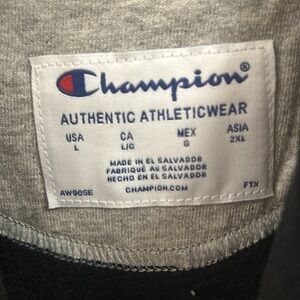 Champion
AUTHENTIC ATHLETICWEAR
USA CA MEX ASIA
L L/G G 2XL
MADE IN EL SALVADOR
FABRIQUÉ AU SALVADOR
HECHO EN EL SALVADOR
AW90SE CHAMPION.COM FTX